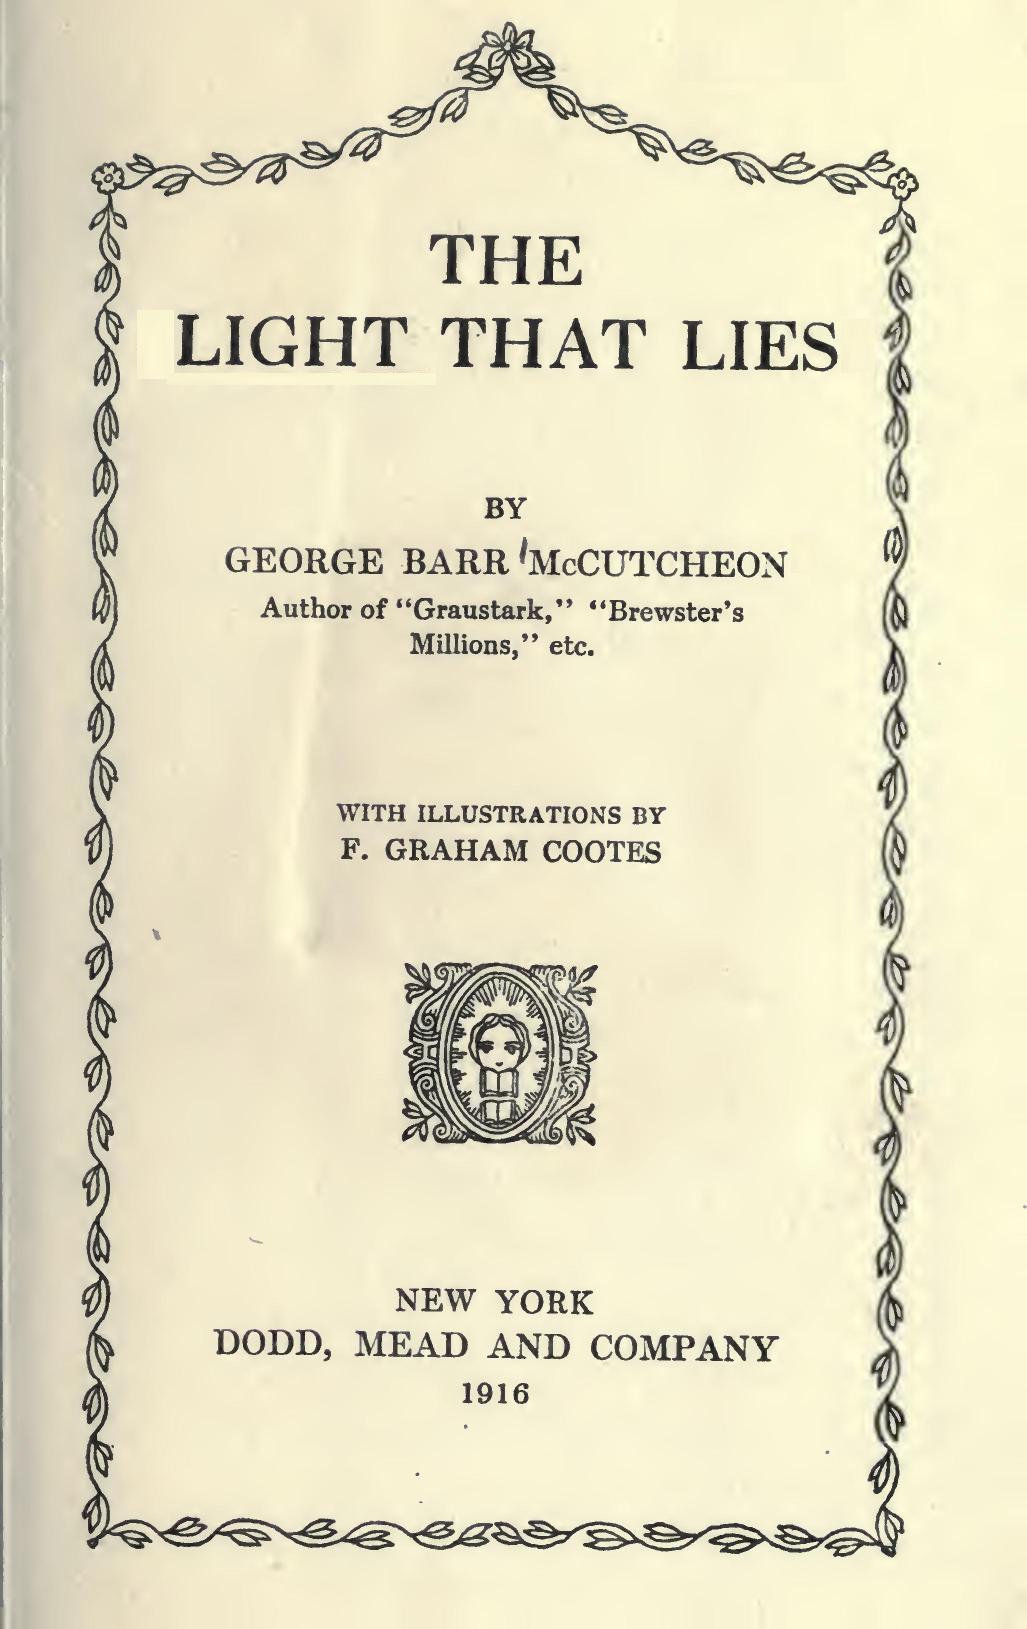 THE
LIGHT THAT LIES
BY
GEORGE BARR McCUTCHEON
Author of “Graustark,” “Brewster’s
Millions,” etc.
WITH ILLUSTRATIONS BY
F. GRAHAM COOTES
NEW YORK
DODD, MEAD AND COMPANY
1916